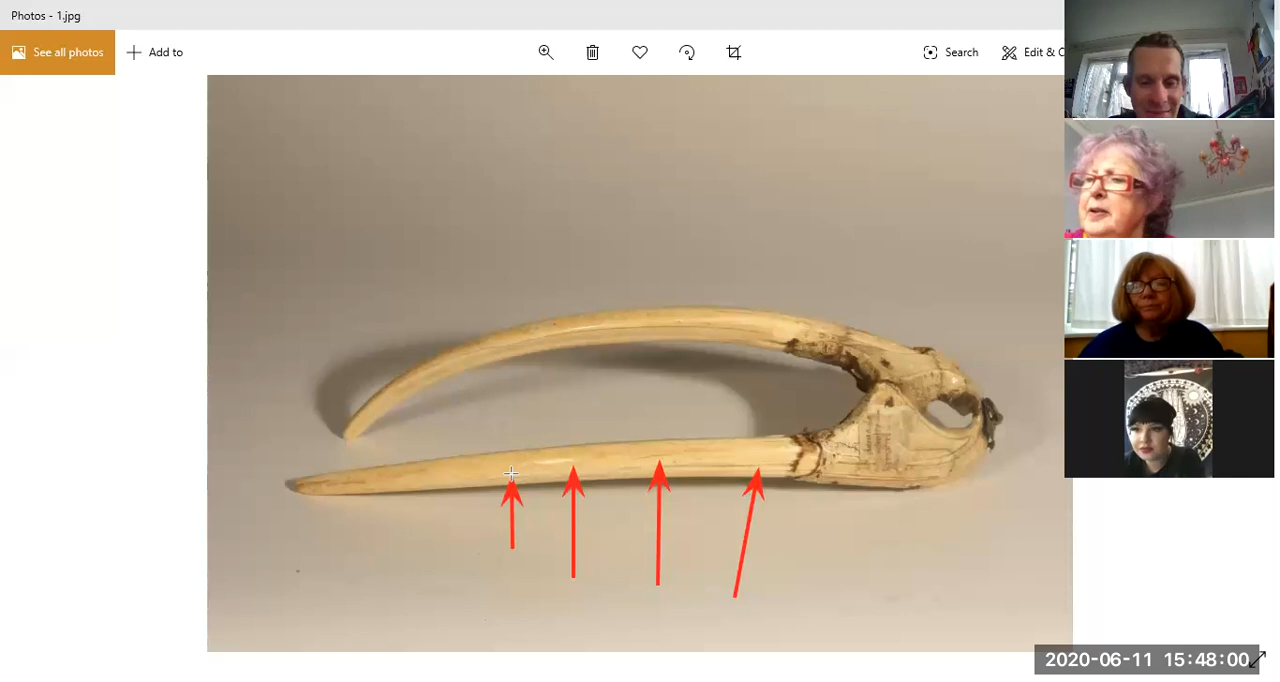 Photos - 1.jpg
See all photos
Add to
Search
Edit & C
2020-06-11 15:48:00